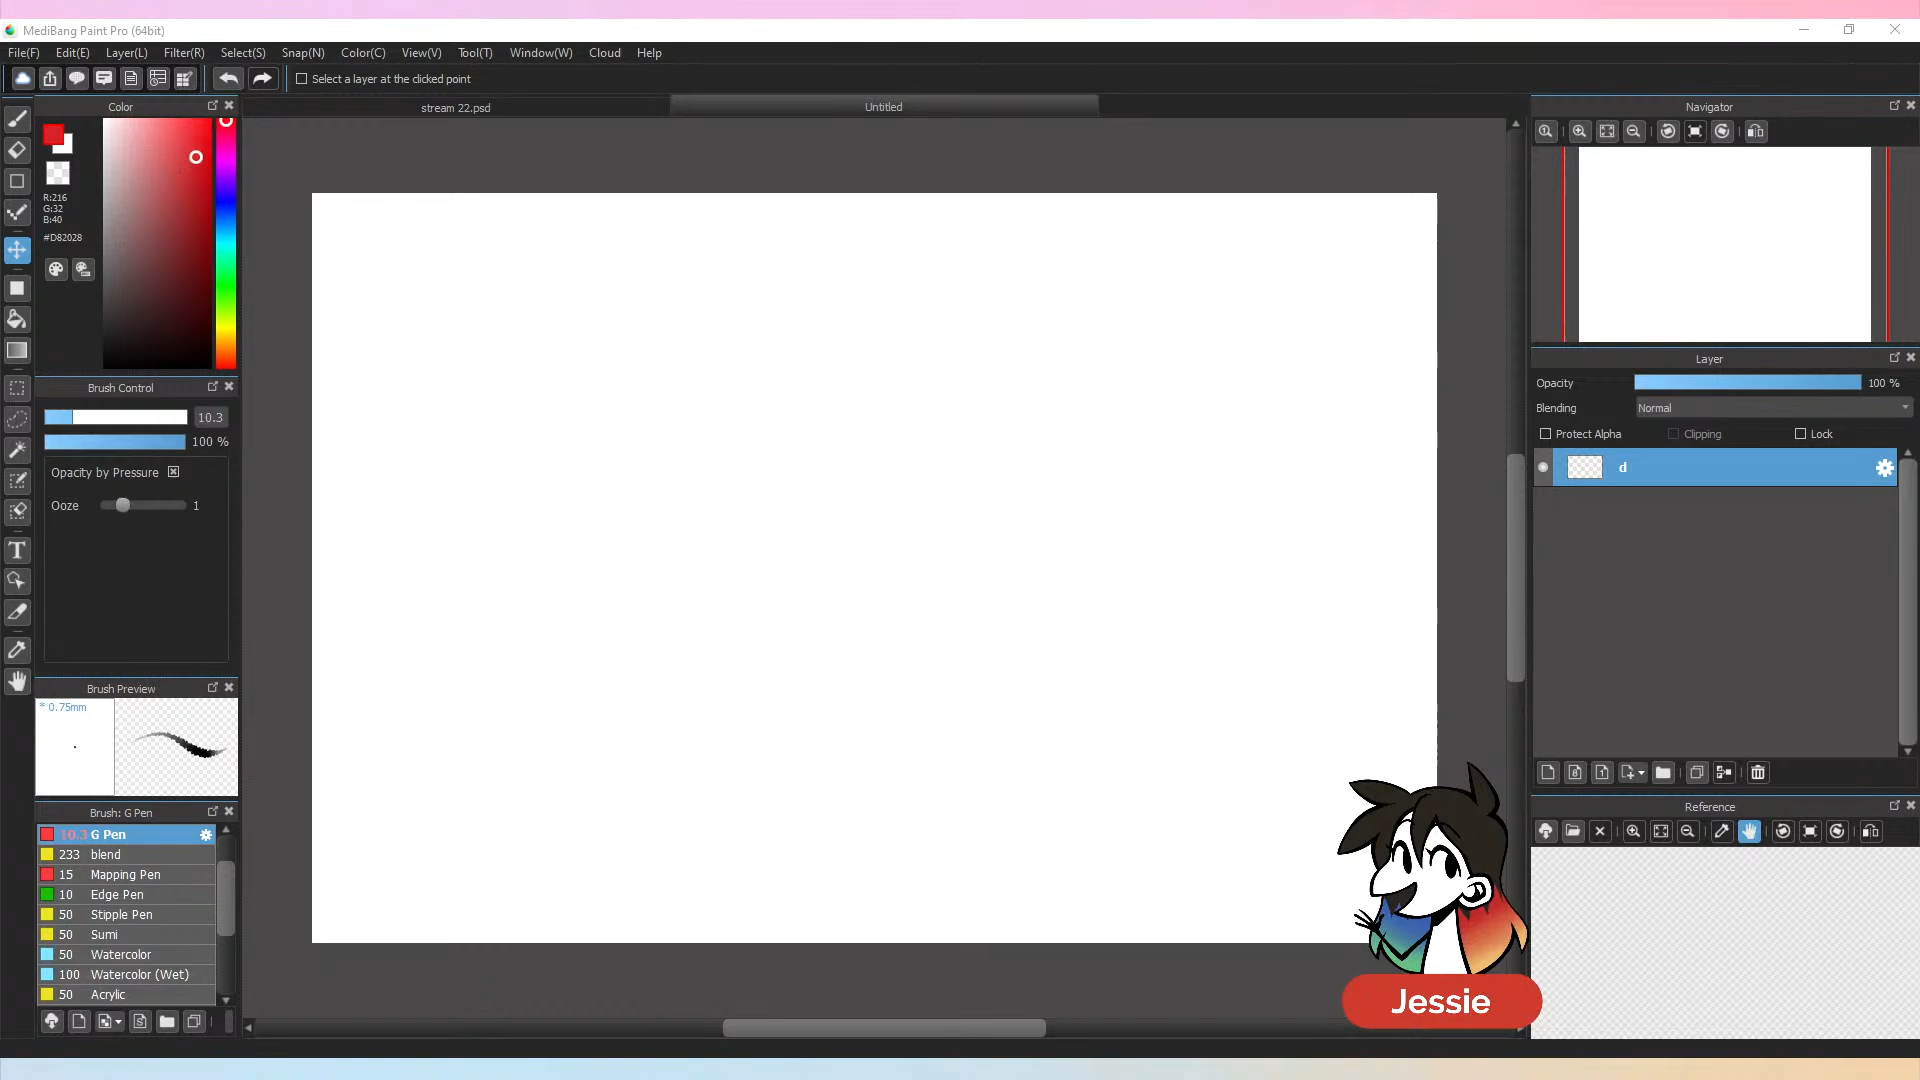 MediBang Paint Pro (64bit)
File(F) Edit(E) Layer(L) Filter(R) Select(S) Snap(N) Color(C) View(V) Tool(T) Window(W) Cloud Help
Select a layer at the clicked point
Color
stream 22.psd
Untitled
Navigator
R:216
G:32
B:40
#D82028
Layer
Opacity 100 %
Blending Normal
Protect Alpha Clipping Lock
d
Brush Control
10.3
100 %
Opacity by Pressure
Ooze 1
Brush Preview
* 0.75mm
Brush: G Pen
10.3 G Pen
233 blend
15 Mapping Pen
10 Edge Pen
50 Stipple Pen
50 Sumi
50 Watercolor
100 Watercolor (Wet)
50 Acrylic
Reference
Jessie